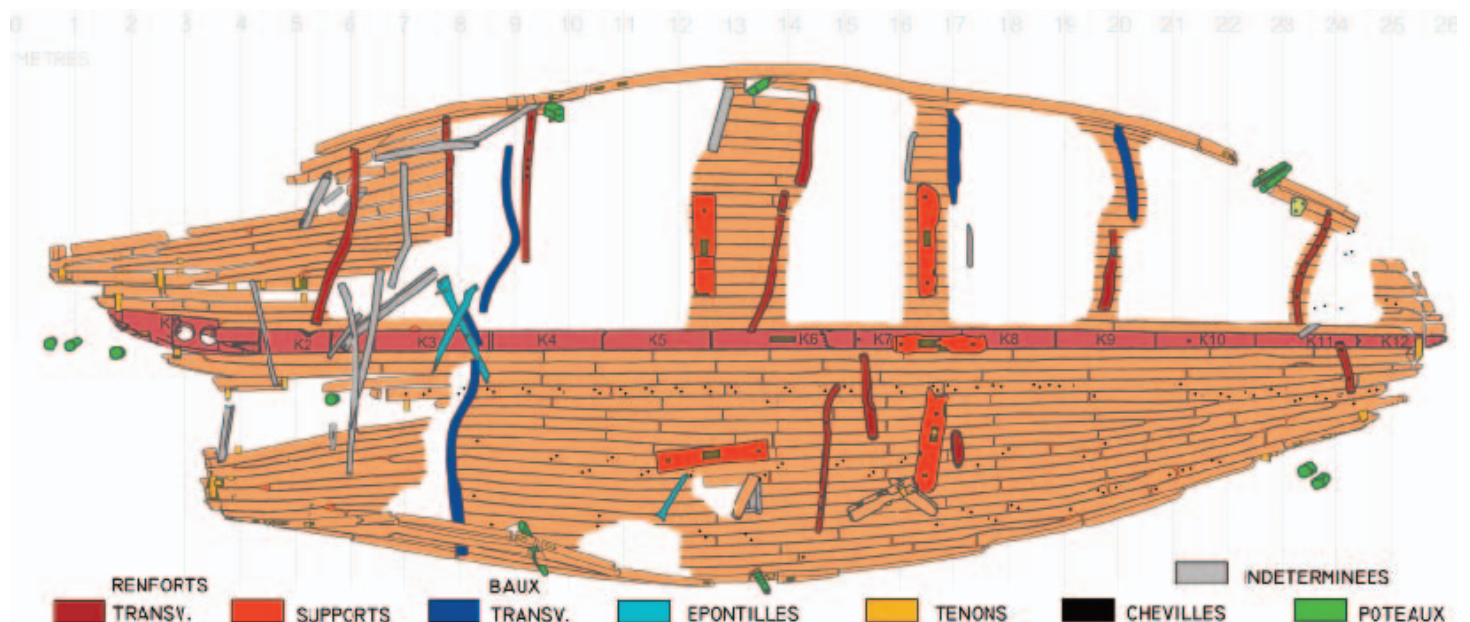 0 1 2 3 4 5 6 7 8 9 10 11 12 13 14 15 16 17 18 19 20 21 22 23 24 25 26
METRES
K2 K3 K4 K5 K6 K7 K8 K9 K10 K11 K12
INDETERMINEES
RENFORTS BAUX
TRANSV. SUPPORTS TRANSV. EPONTILLES TENONS CHEVILLES POTEAUX